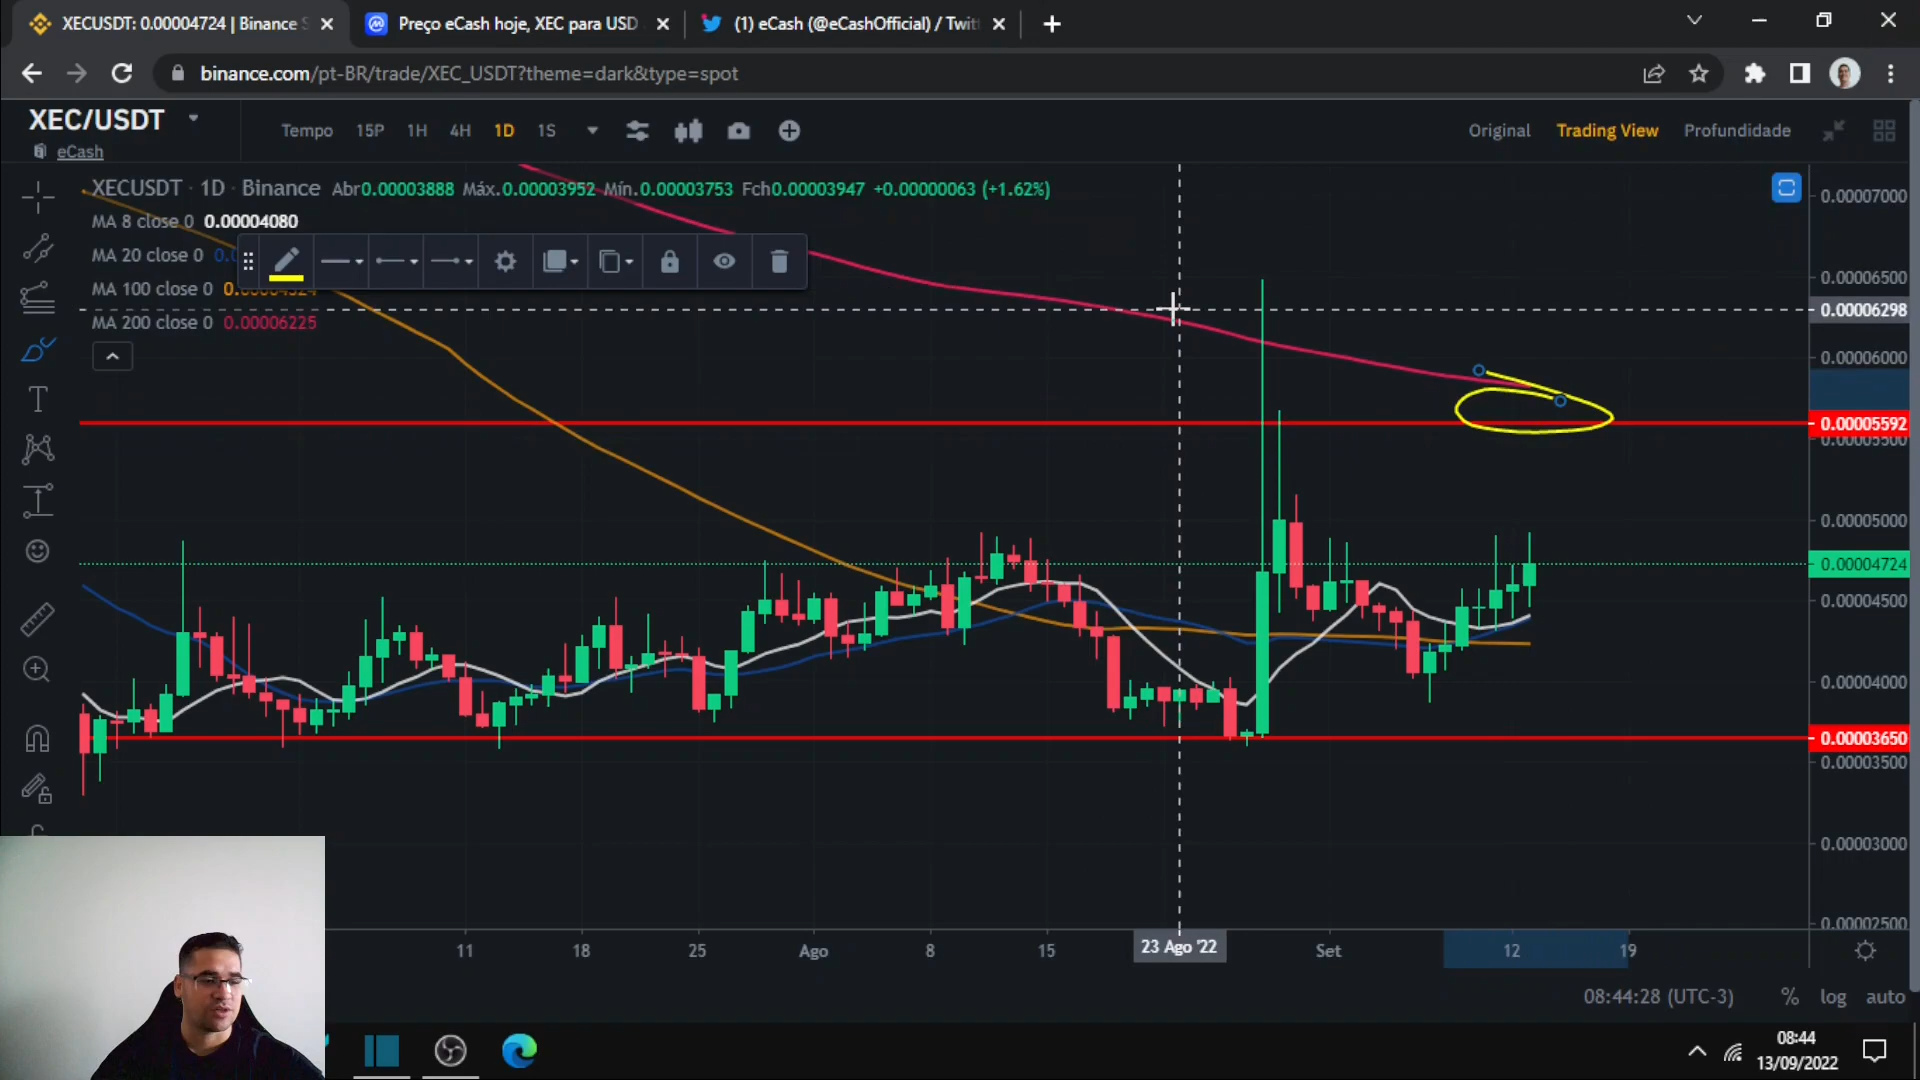 XECUSDT: 0.00004724 | Binance S
Preço eCash hoje, XEC para USD
(1) eCash (@eCashOfficial) / Twit
binance.com/pt-BR/trade/XEC_USDT?theme=dark&type=spot
XEC/USDT
eCash
Tempo 15P 1H 4H 1D 1S
Original Trading View Profundidade
XECUSDT · 1D · Binance Abr0.00003888 Máx.0.00003952 Mín.0.00003753 Fch0.00003947 +0.00000063 (+1.62%)
MA 8 close 0 0.00004080
MA 20 close 0
MA 100 close 0
MA 200 close 0 0.00006225
0.00007000
0.00006500
0.00006298
0.00006000
0.00005592
0.00005500
0.00005000
0.00004724
0.00004500
0.00004000
0.00003650
0.00003500
0.00003000
0.00002500
11 18 25 Ago 8 15 23 Ago '22 Set 12 19
08:44:28 (UTC-3) % log auto
08:44
13/09/2022